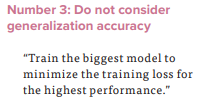 Number 3: Do not consider
generalization accuracy
“Train the biggest model to
minimize the training loss for
the highest performance.”